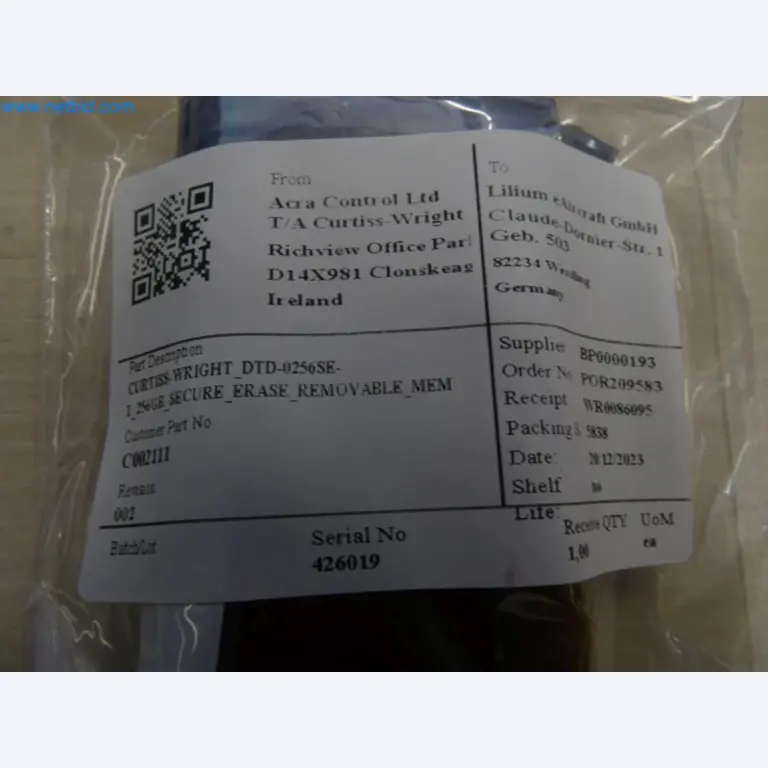 www.netbid.com
From
Acra Control Ltd
T/A Curtiss-Wright
Richview Office Par
D14X981 Clonskeag
Ireland
To
Lilium eAircraft GmbH
Claude-Dornier-Str. 1
Geb. 503
82234 Wessling
Germany
Part Description
CURTISS-WRIGHT_DTD-0256SE-
1_256GB_SECURE_ERASE_REMOVABLE_MEM
Customer Part No
C002111
002
Supplier BP0000193
Order N POR209583
Receipt WR0086095
Packing S 5838
Date: 20/12/2023
Shelf
Life:
Batch/Lot
Serial No
426019
Receive QTY UoM
1,00 ea